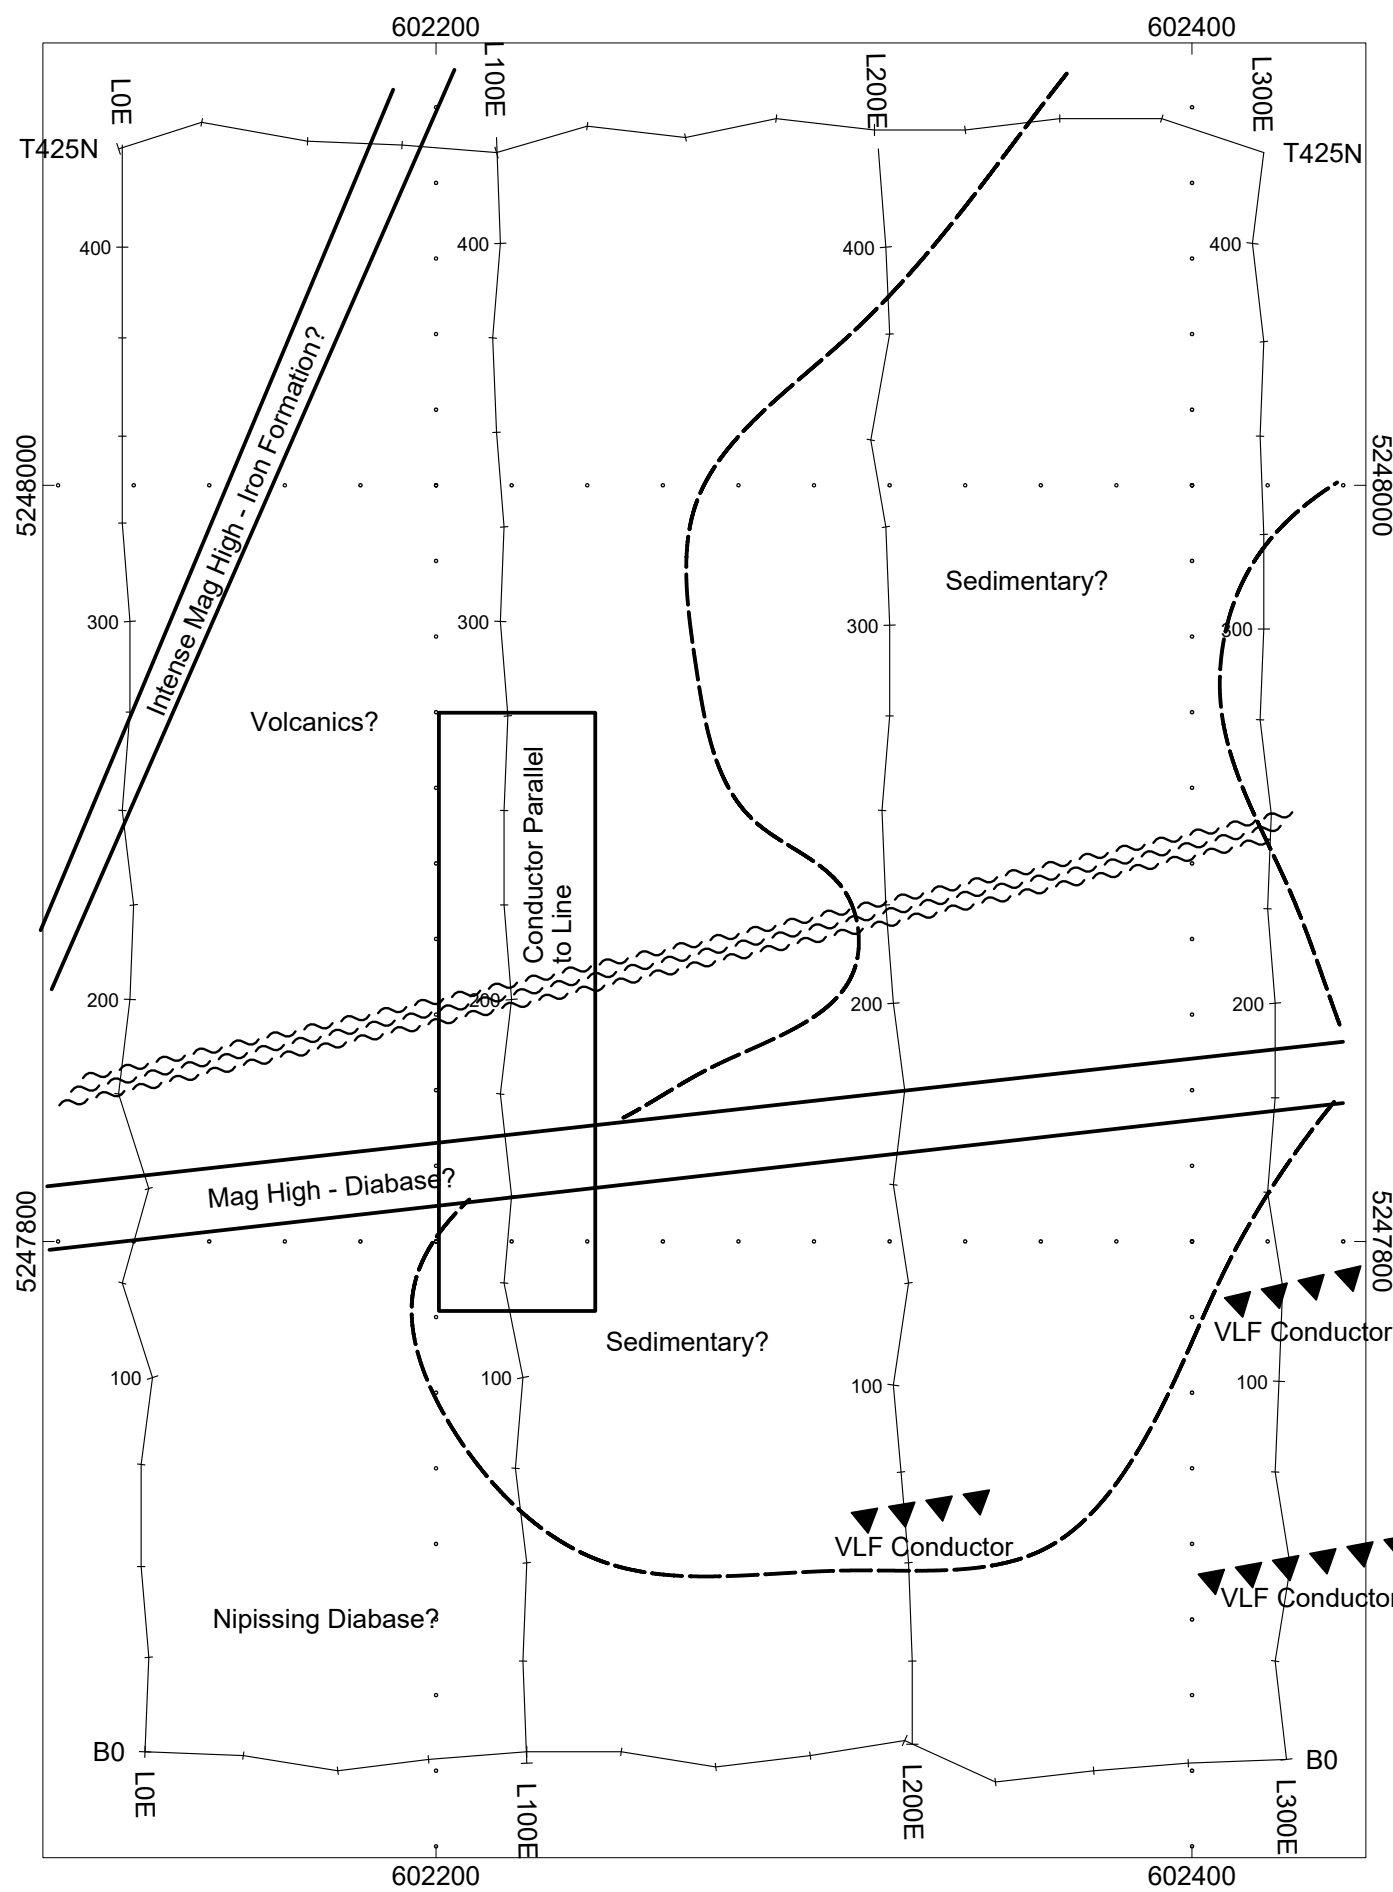 602200
602400
L0E
L100E
L200E
L300E
T425N
T425N
400
400
400
400
Intense Mag High - Iron Formation?
5248000
5248000
Sedimentary?
300
300
300
300
Volcanics?
Conductor Parallel
to Line
200
200
200
200
Mag High - Diabase?
5247800
5247800
VLF Conductor
Sedimentary?
100
100
100
100
VLF Conductor
VLF Conductor
Nipissing Diabase?
B0
B0
L0E
L100E
L200E
L300E
602200
602400